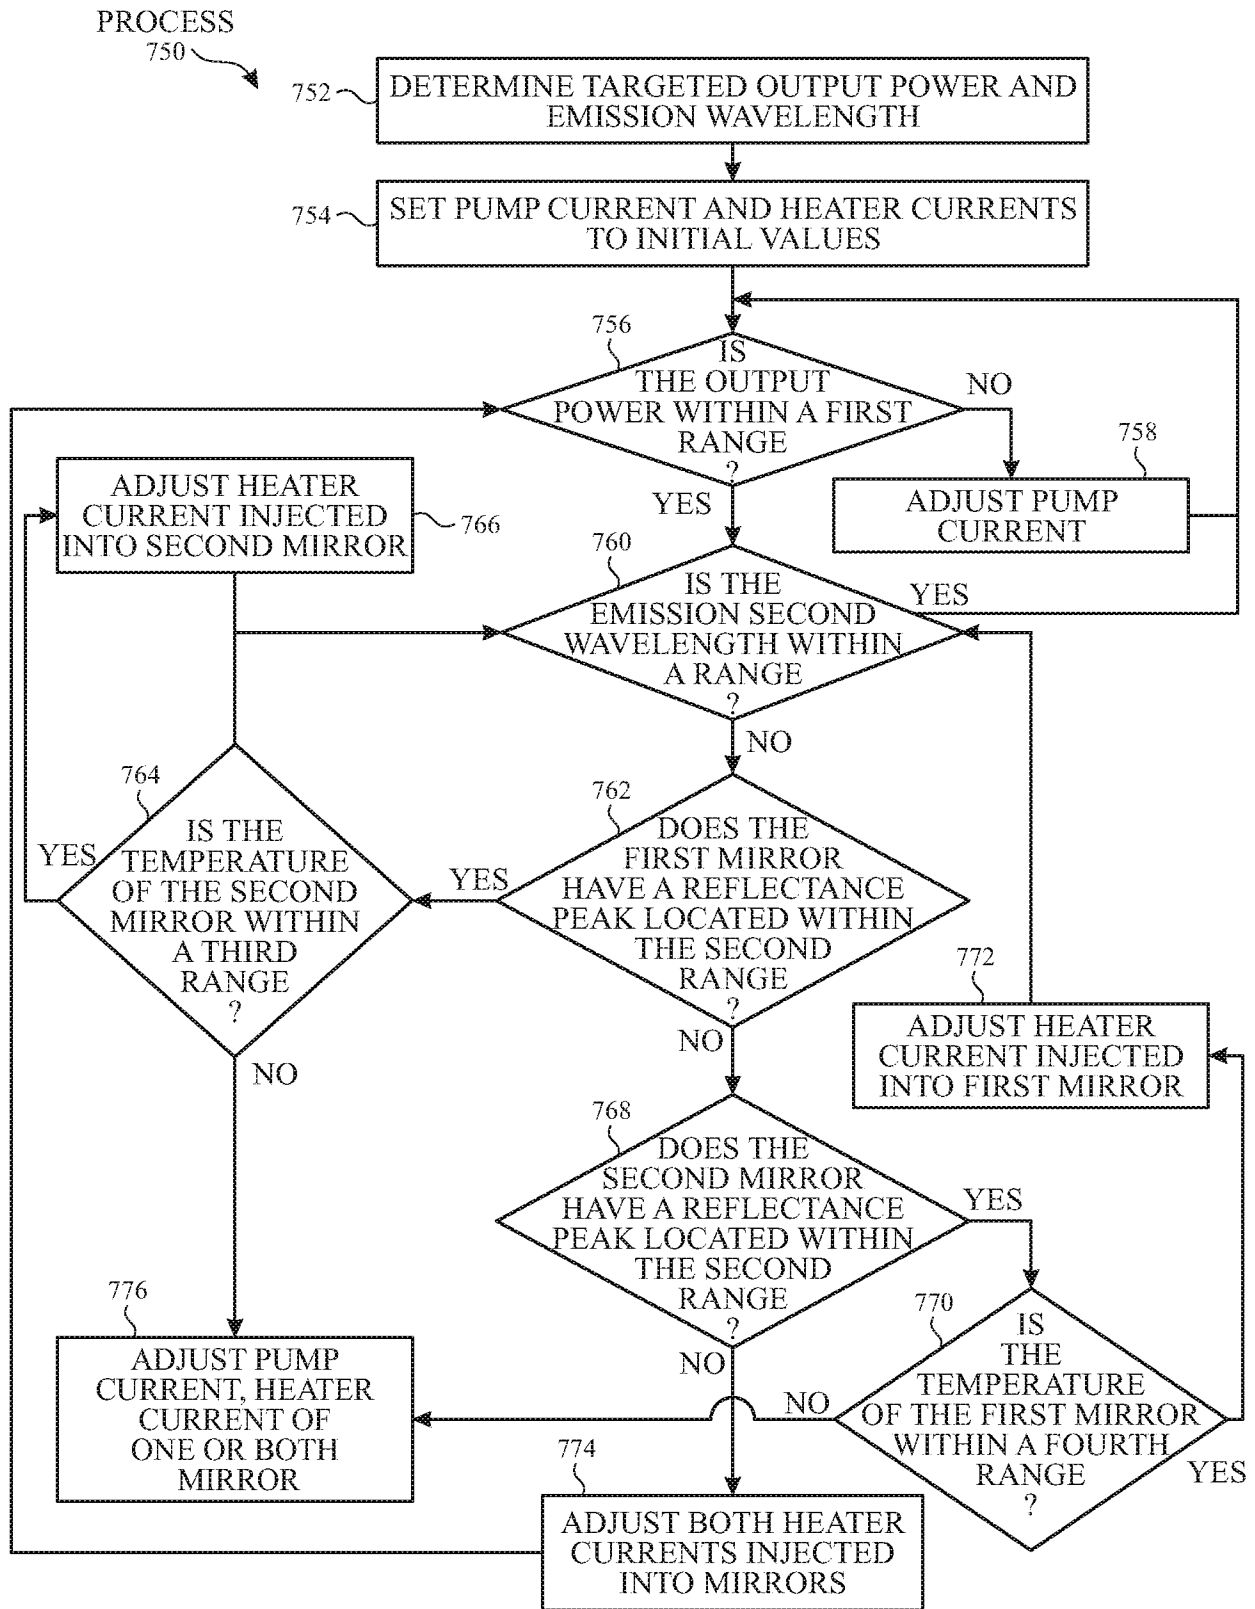 PROCESS
750
752
DETERMINE TARGETED OUTPUT POWER AND
EMISSION WAVELENGTH
754
SET PUMP CURRENT AND HEATER CURRENTS
TO INITIAL VALUES
756
IS
THE OUTPUT
POWER WITHIN A FIRST
RANGE
?
NO
YES
758
ADJUST PUMP
CURRENT
ADJUST HEATER
CURRENT INJECTED
INTO SECOND MIRROR
766
760
IS THE
EMISSION SECOND
WAVELENGTH WITHIN
A RANGE
?
YES
NO
764
IS THE
TEMPERATURE
OF THE SECOND
MIRROR WITHIN
A THIRD
RANGE
?
YES
NO
762
DOES THE
FIRST MIRROR
HAVE A REFLECTANCE
PEAK LOCATED WITHIN
THE SECOND
RANGE
?
YES
NO
772
ADJUST HEATER
CURRENT INJECTED
INTO FIRST MIRROR
768
DOES THE
SECOND MIRROR
HAVE A REFLECTANCE
PEAK LOCATED WITHIN
THE SECOND
RANGE
?
YES
NO
770
IS
THE
TEMPERATURE
OF THE FIRST MIRROR
WITHIN A FOURTH
RANGE
?
NO
YES
776
ADJUST PUMP
CURRENT, HEATER
CURRENT OF
ONE OR BOTH
MIRROR
774
ADJUST BOTH HEATER
CURRENTS INJECTED
INTO MIRRORS